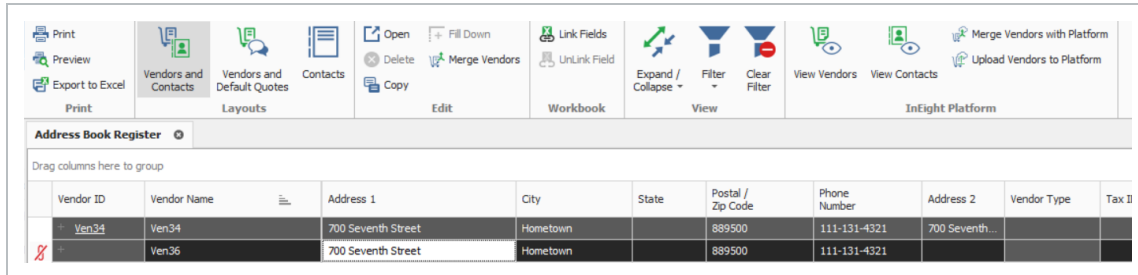 Print
Preview
Export to Excel
Print
Vendors and
Contacts
Vendors and
Default Quotes
Contacts
Layouts
Open
Fill Down
Delete
Merge Vendors
Copy
Edit
Link Fields
UnLink Field
Workbook
Expand /
Collapse
Filter
Clear
Filter
View
View Vendors
View Contacts
Merge Vendors with Platform
Upload Vendors to Platform
InEight Platform
Address Book Register
Drag columns here to group
Vendor ID Vendor Name Address 1 City State Postal / Zip Code Phone Number Address 2 Vendor Type Tax I
Ven34 Ven34 700 Seventh Street Hometown 889500 111-131-4321 700 Seventh...
Ven36 700 Seventh Street Hometown 889500 111-131-4321